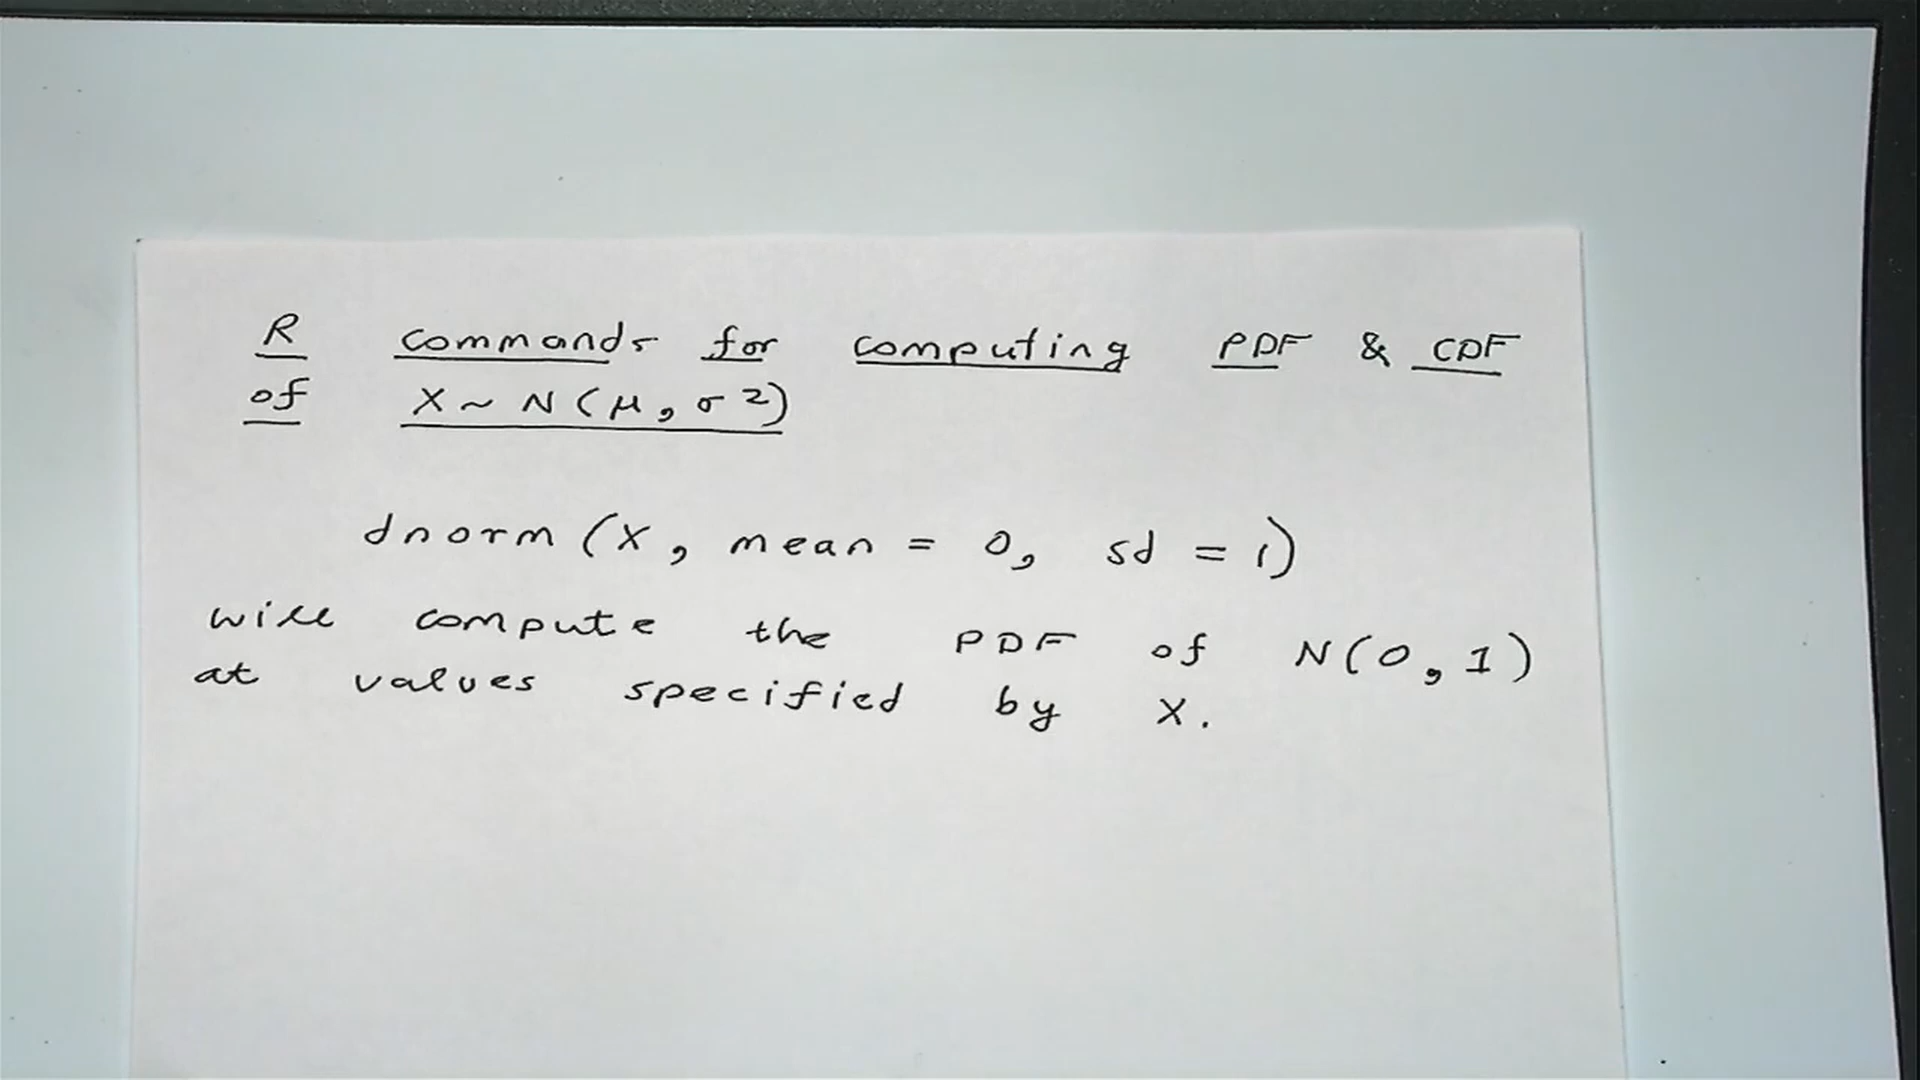 R commands for computing PDF & CDF
of X ~ N(μ, σ2)
dnorm (x, mean = 0, sd = 1)
will compute the PDF of N(0, 1)
at values specified by x.